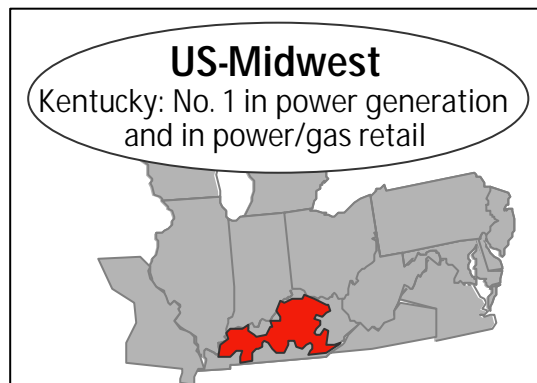 US-Midwest
Kentucky: No. 1 in power generation
and in power/gas retail